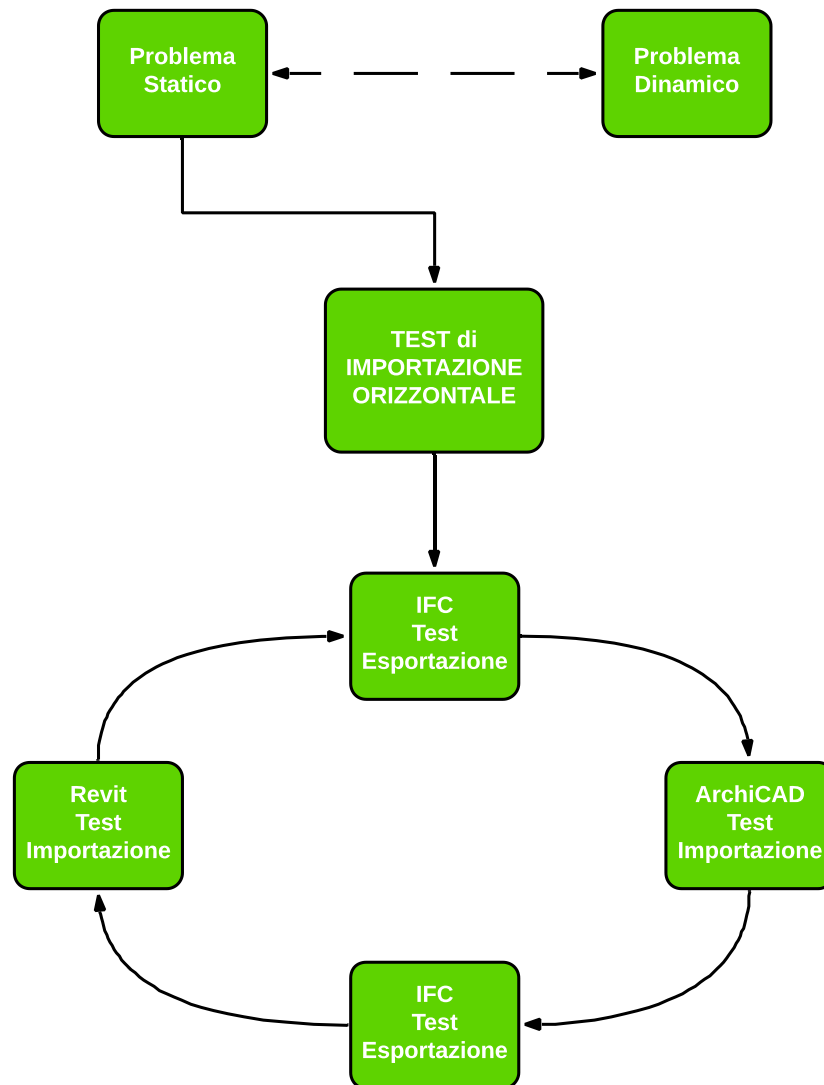 Problema
Statico
Problema
Dinamico
TEST di
IMPORTAZIONE
ORIZZONTALE
IFC
Test
Esportazione
Revit
Test
Importazione
ArchiCAD
Test
Importazione
IFC
Test
Esportazione